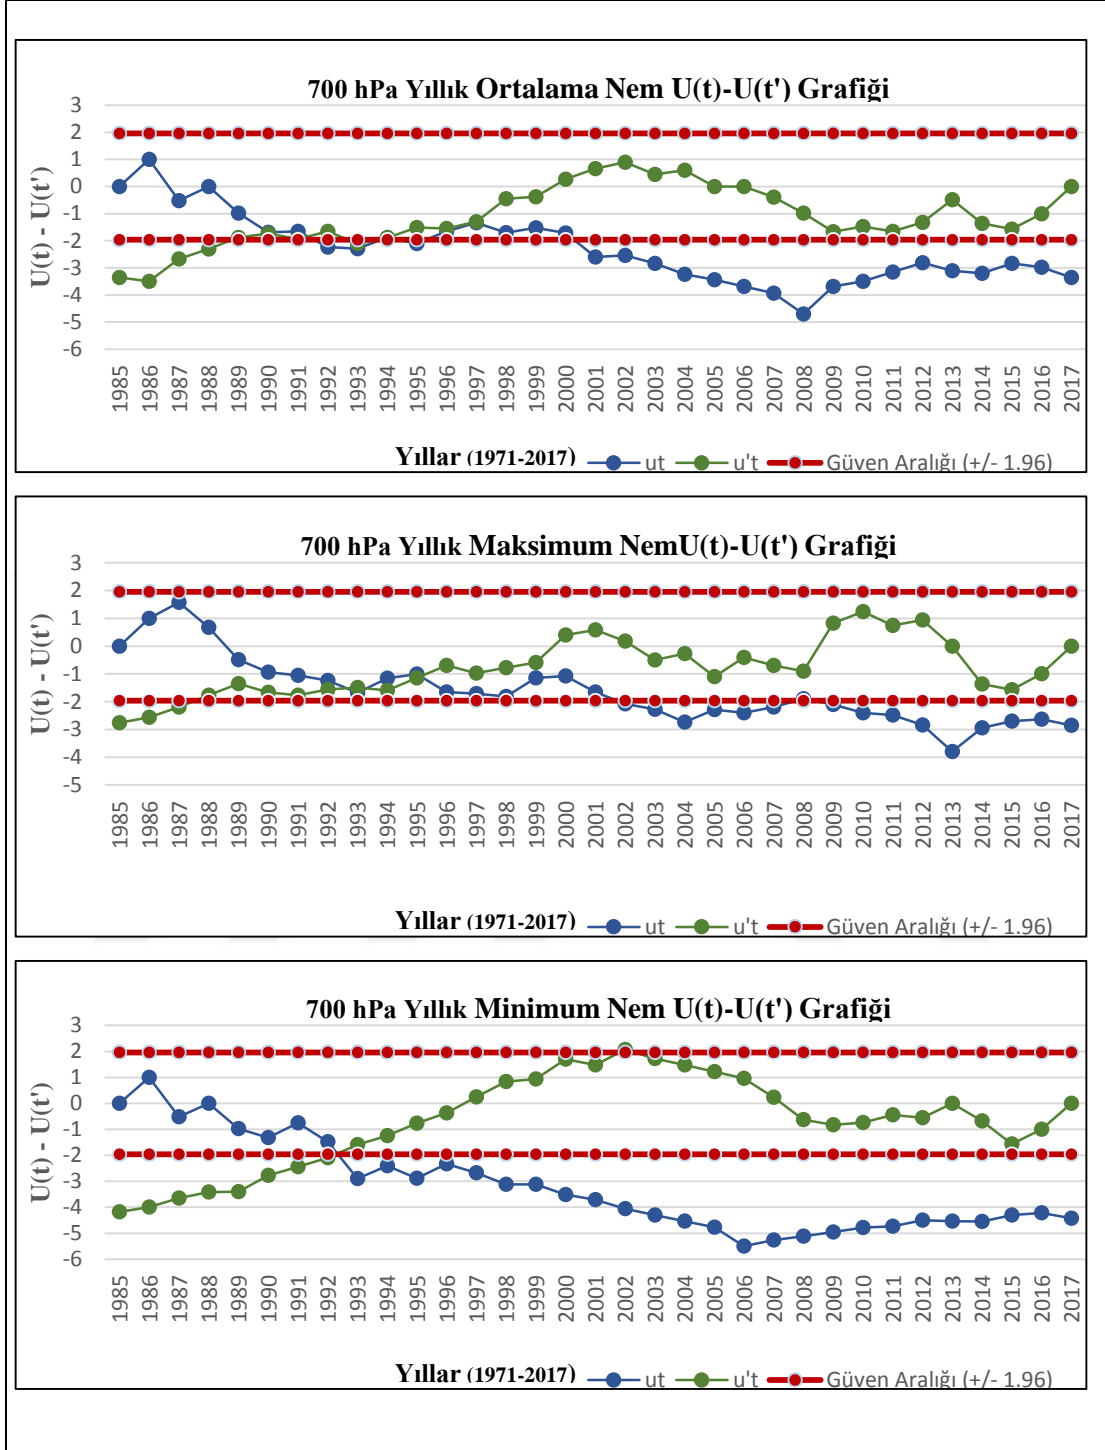 700 hPa Yıllık Ortalama Nem U(t)-U(t') Grafiği
3
2
1
0
-1
-2
-3
-4
-5
-6
U(t) - U(t')
1985 1986 1987 1988 1989 1990 1991 1992 1993 1994 1995 1996 1997 1998 1999 2000 2001 2002 2003 2004 2005 2006 2007 2008 2009 2010 2011 2012 2013 2014 2015 2016 2017
Yıllar (1971-2017) ut u't Güven Aralığı (+/- 1.96)
700 hPa Yıllık Maksimum NemU(t)-U(t') Grafiği
3
2
1
0
-1
-2
-3
-4
-5
U(t) - U(t')
1985 1986 1987 1988 1989 1990 1991 1992 1993 1994 1995 1996 1997 1998 1999 2000 2001 2002 2003 2004 2005 2006 2007 2008 2009 2010 2011 2012 2013 2014 2015 2016 2017
Yıllar (1971-2017) ut u't Güven Aralığı (+/- 1.96)
700 hPa Yıllık Minimum Nem U(t)-U(t') Grafiği
3
2
1
0
-1
-2
-3
-4
-5
-6
U(t) - U(t')
1985 1986 1987 1988 1989 1990 1991 1992 1993 1994 1995 1996 1997 1998 1999 2000 2001 2002 2003 2004 2005 2006 2007 2008 2009 2010 2011 2012 2013 2014 2015 2016 2017
Yıllar (1971-2017) ut u't Güven Aralığı (+/- 1.96)